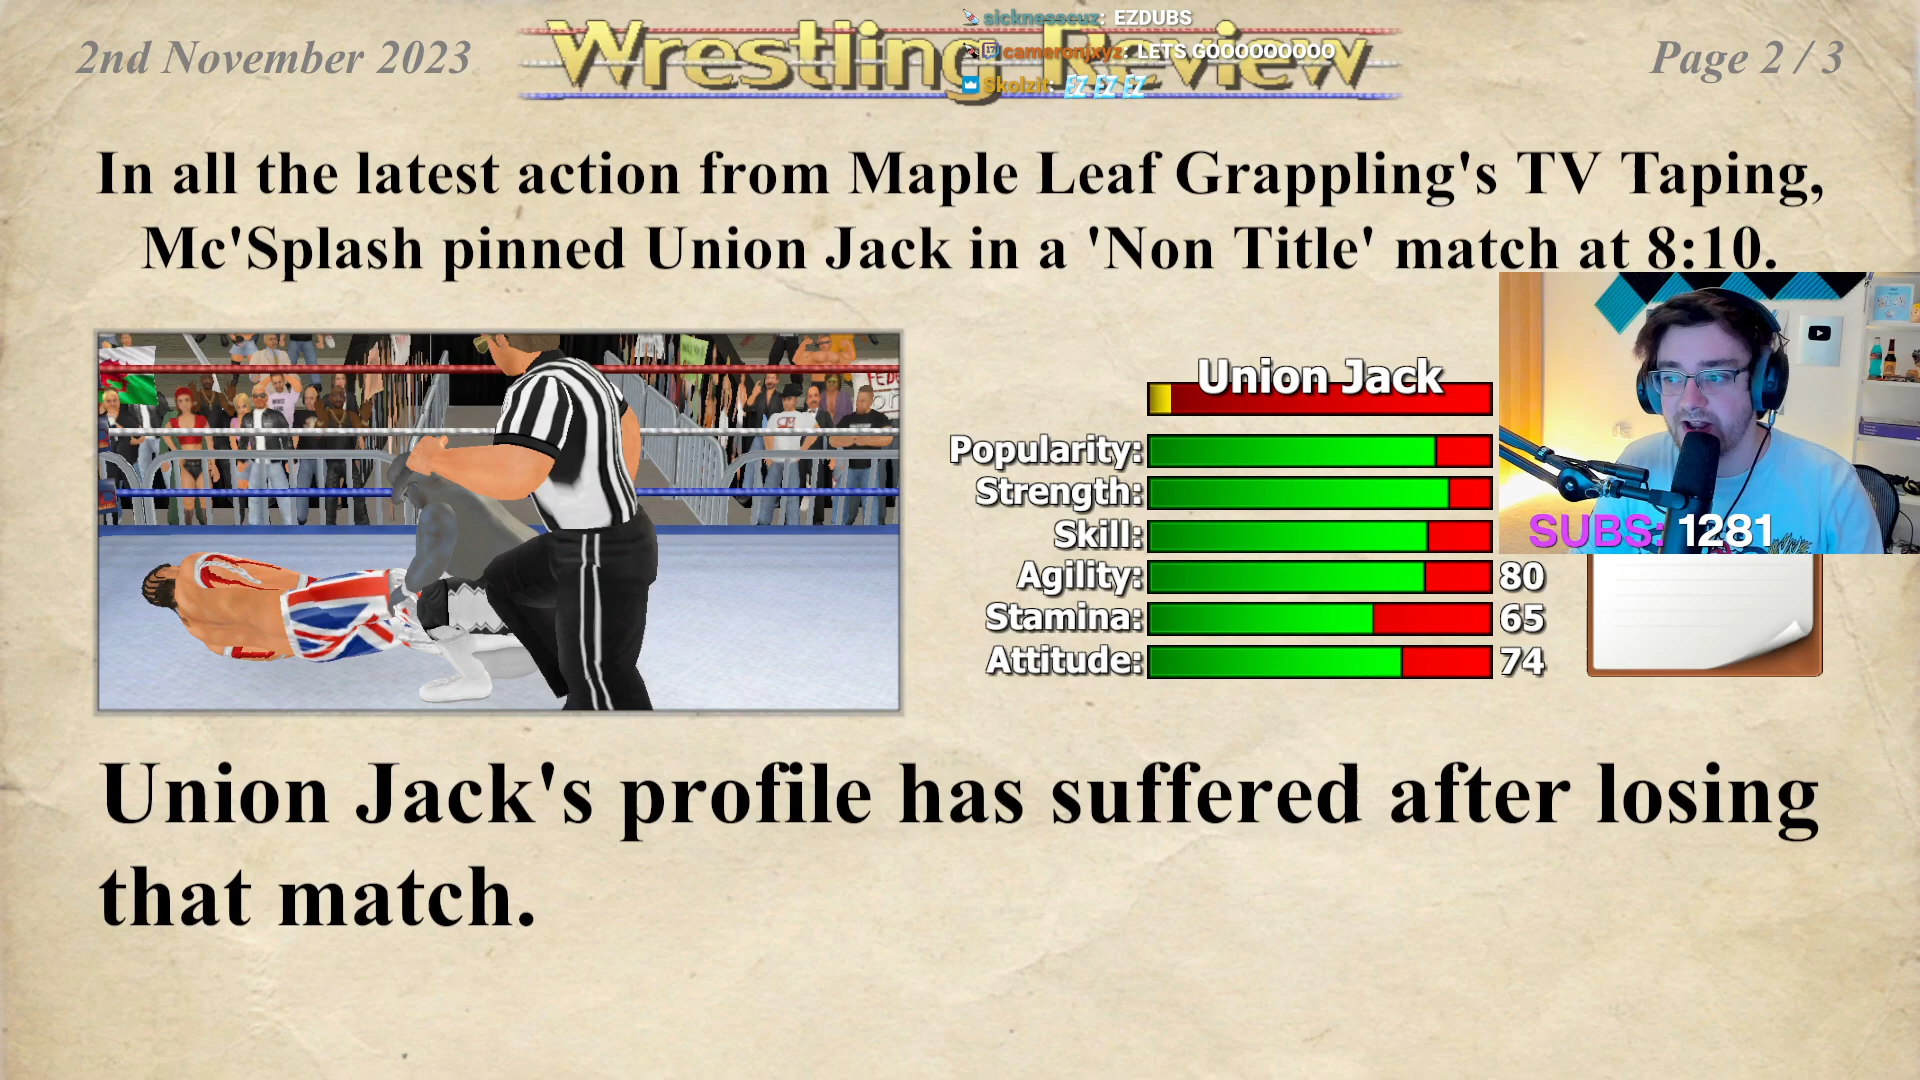 sicknesscuz: EZDUBS
2nd November 2023
Wrestling Review
cameronjxyz: LETS GOOOOOOOOO
Page 2 / 3
Skolzit: EZ EZ EZ
In all the latest action from Maple Leaf Grappling's TV Taping,
Mc'Splash pinned Union Jack in a 'Non Title' match at 8:10.
Union Jack
Popularity:
Strength:
Skill:
SUBS: 1281
Agility: 80
Stamina: 65
Attitude: 74
Union Jack's profile has suffered after losing
that match.